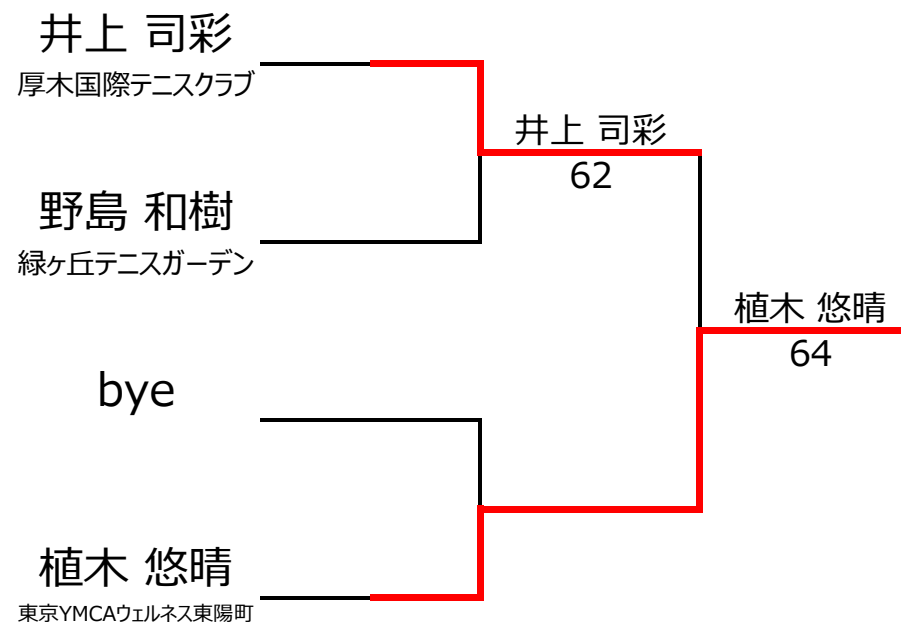 井上 司彩
厚木国際テニスクラブ
井上 司彩
62
野島 和樹
緑ヶ丘テニスガーデン
植木 悠晴
64
bye
植木 悠晴
東京YMCAウェルネス東陽町